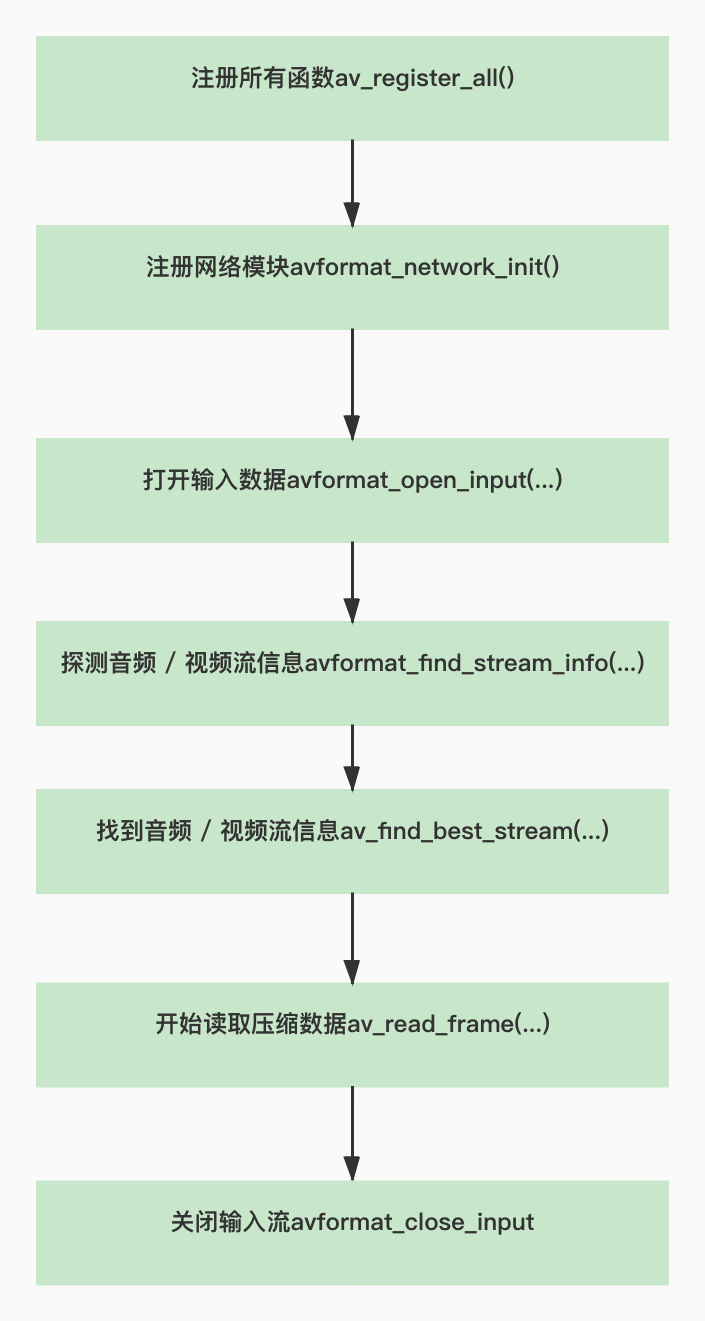 注册所有函数av_register_all()
注册网络模块avformat_network_init()
打开输入数据avformat_open_input(...)
探测音频 / 视频流信息avformat_find_stream_info(...)
找到音频 / 视频流信息av_find_best_stream(...)
开始读取压缩数据av_read_frame(...)
关闭输入流avformat_close_input